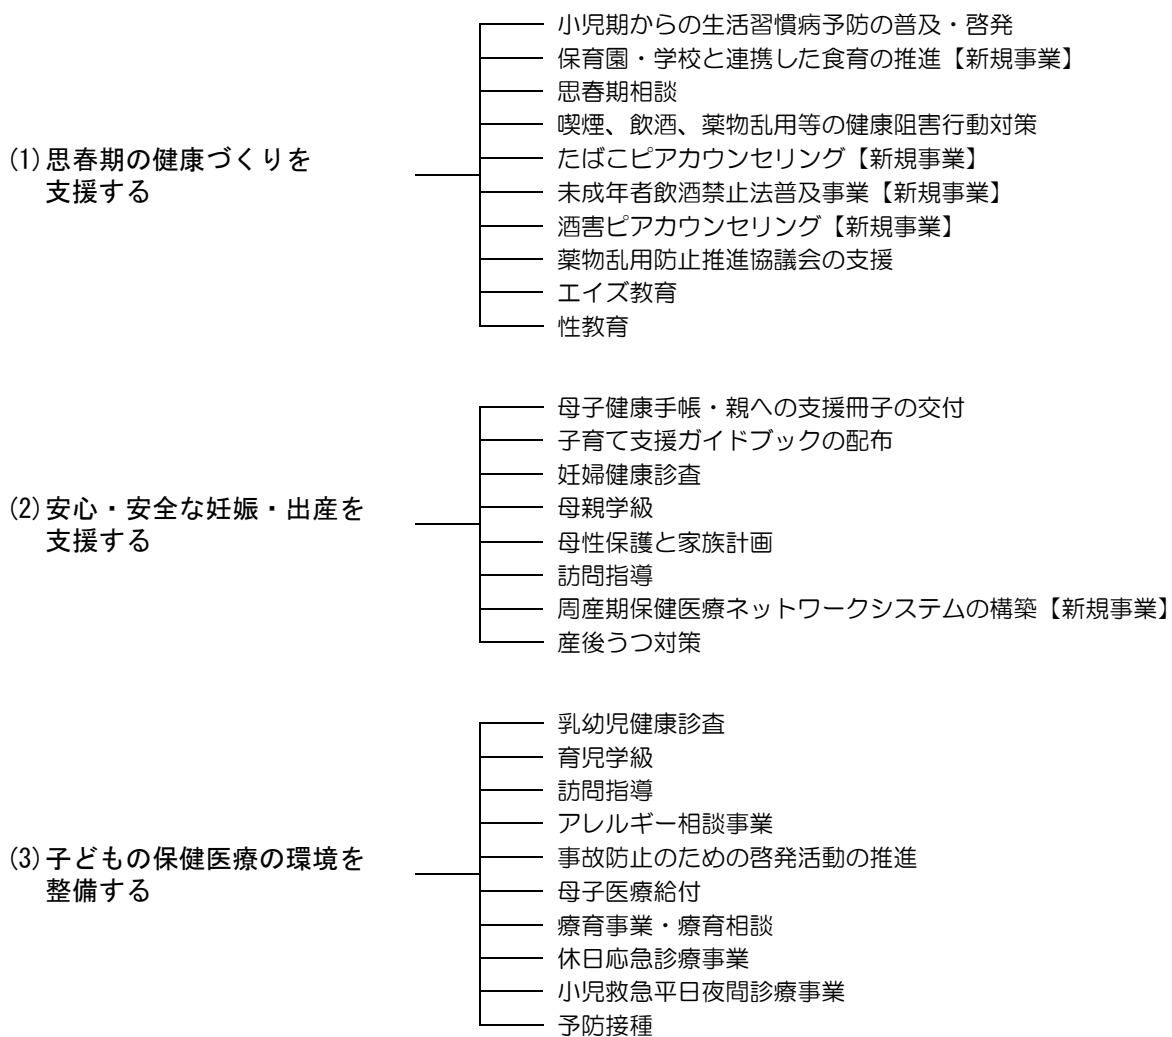 (1)思春期の健康づくりを
支援する
小児期からの生活習慣病予防の普及・啓発
保育園・学校と連携した食育の推進【新規事業】
思春期相談
喫煙、飲酒、薬物乱用等の健康阻害行動対策
たばこピアカウンセリング【新規事業】
未成年者飲酒禁止法普及事業【新規事業】
酒害ピアカウンセリング【新規事業】
薬物乱用防止推進協議会の支援
エイズ教育
性教育
(2)安心・安全な妊娠・出産を
支援する
母子健康手帳・親への支援冊子の交付
子育て支援ガイドブックの配布
妊婦健康診査
母親学級
母性保護と家族計画
訪問指導
周産期保健医療ネットワークシステムの構築【新規事業】
産後うつ対策
(3)子どもの保健医療の環境を
整備する
乳幼児健康診査
育児学級
訪問指導
アレルギー相談事業
事故防止のための啓発活動の推進
母子医療給付
療育事業・療育相談
休日応急診療事業
小児救急平日夜間診療事業
予防接種